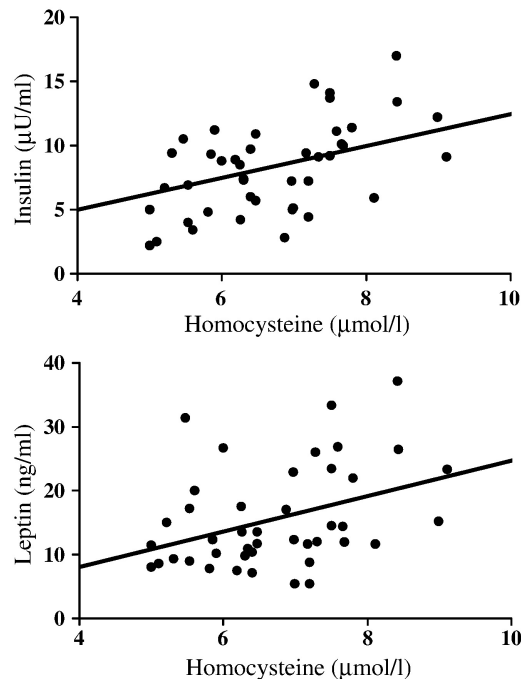 20
15
10
5
0
Insulin (μU/ml)
4 6 8 10
Homocysteine (μmol/l)
40
30
20
10
0
Leptin (ng/ml)
4 6 8 10
Homocysteine (μmol/l)